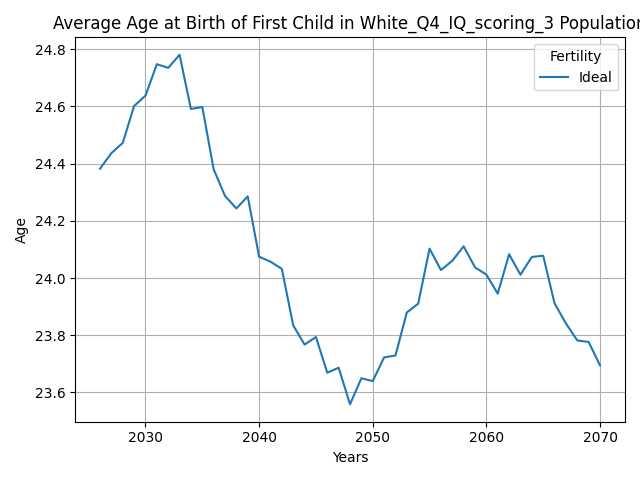 Average Age at Birth of First Child in White_Q4_IQ_scoring_3 Population
24.8
24.6
24.4
24.2
24.0
23.8
23.6
Age
Fertility
Ideal
2030 2040 2050 2060 2070
Years